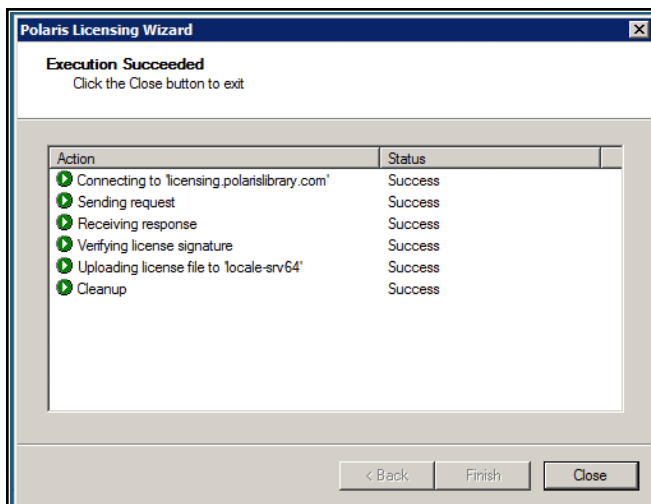 Polaris Licensing Wizard
Execution Succeeded
Click the Close button to exit
Action Status
Connecting to 'licensing.polarislibrary.com' Success
Sending request Success
Receiving response Success
Verifying license signature Success
Uploading license file to 'locale-srv64' Success
Cleanup Success
< Back Finish Close